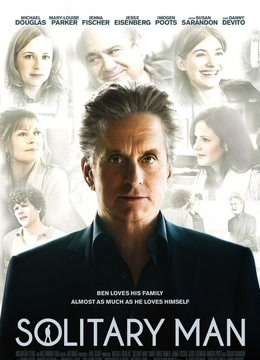 MICHAEL DOUGLAS MARY-LOUISE PARKER JENNA FISCHER JESSE EISENBERG IMOGEN POOTS WITH SUSAN SARANDON AND DANNY DEVITO
BEN LOVES HIS FAMILY
ALMOST AS MUCH AS HE LOVES HIMSELF
SOLITARY MAN